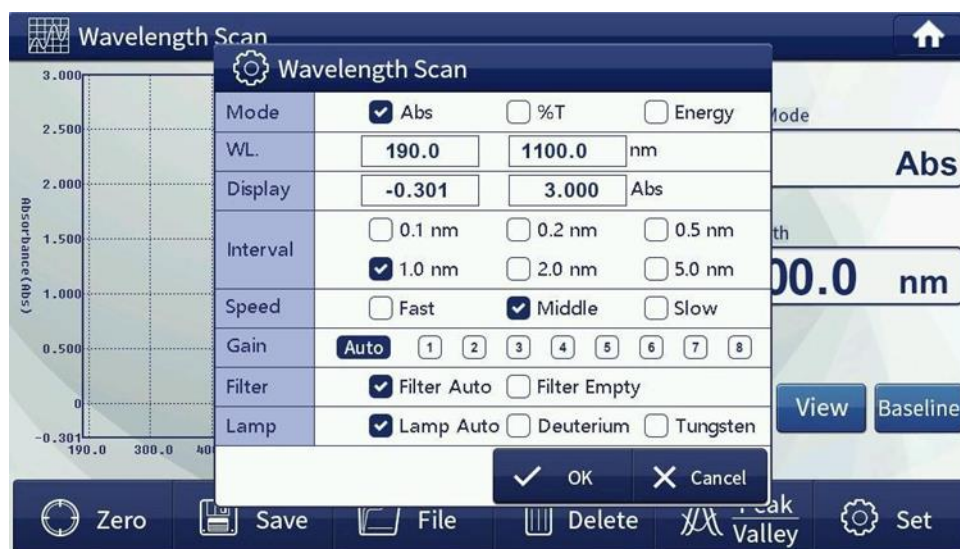 Wavelength Scan
Wavelength Scan
Mode Abs %T Energy
WL. 190.0 1100.0 nm
Display -0.301 3.000 Abs
Interval 0.1 nm 0.2 nm 0.5 nm
1.0 nm 2.0 nm 5.0 nm
Speed Fast Middle Slow
Gain Auto 1 2 3 4 5 6 7 8
Filter Filter Auto Filter Empty
Lamp Lamp Auto Deuterium Tungsten
OK Cancel
Absorbance(Abs)
3.000
2.500
2.000
1.500
1.000
0.500
0
-0.301
190.0 300.0
Mode
Abs
nm
View Baseline
Zero Save File Delete Valley Set